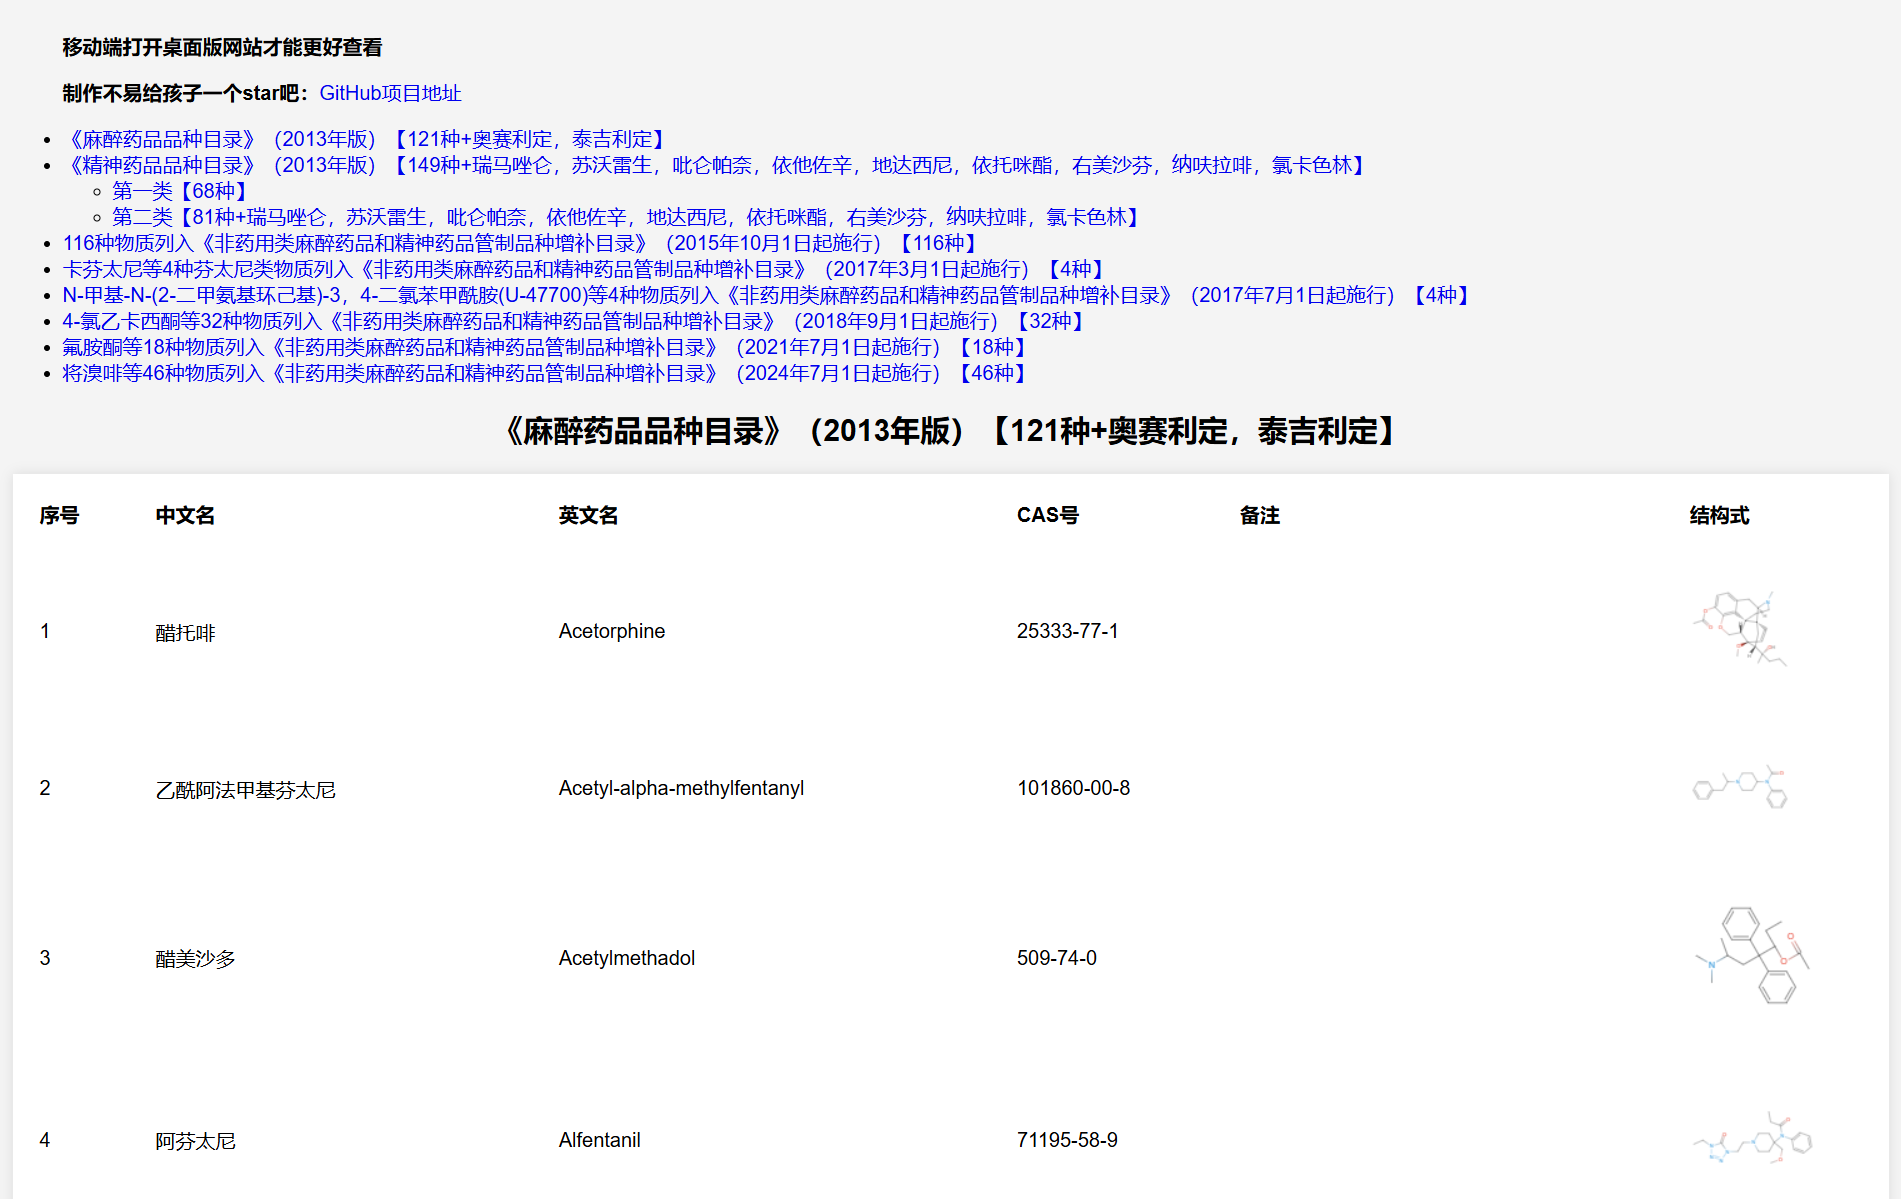 移动端打开桌面版网站才能更好查看
制作不易给孩子一个star吧：GitHub项目地址
《麻醉药品品种目录》（2013年版）【121种+奥赛利定，泰吉利定】
《精神药品品种目录》（2013年版）【149种+瑞马唑仑，苏沃雷生，吡仑帕奈，依他佐辛，地达西尼，依托咪酯，右美沙芬，纳呋拉啡，氯卡色林】
第一类【68种】
第二类【81种+瑞马唑仑，苏沃雷生，吡仑帕奈，依他佐辛，地达西尼，依托咪酯，右美沙芬，纳呋拉啡，氯卡色林】
116种物质列入《非药用类麻醉药品和精神药品管制品种增补目录》（2015年10月1日起施行）【116种】
卡芬太尼等4种芬太尼类物质列入《非药用类麻醉药品和精神药品管制品种增补目录》（2017年3月1日起施行）【4种】
N-甲基-N-(2-二甲氨基环己基)-3，4-二氯苯甲酰胺(U-47700)等4种物质列入《非药用类麻醉药品和精神药品管制品种增补目录》（2017年7月1日起施行）【4种】
4-氯乙卡西酮等32种物质列入《非药用类麻醉药品和精神药品管制品种增补目录》（2018年9月1日起施行）【32种】
氟胺酮等18种物质列入《非药用类麻醉药品和精神药品管制品种增补目录》（2021年7月1日起施行）【18种】
将溴啡等46种物质列入《非药用类麻醉药品和精神药品管制品种增补目录》（2024年7月1日起施行）【46种】
《麻醉药品品种目录》（2013年版）【121种+奥赛利定，泰吉利定】
序号 中文名 英文名 CAS号 备注 结构式
1 醋托啡 Acetorphine 25333-77-1
2 乙酰阿法甲基芬太尼 Acetyl-alpha-methylfentanyl 101860-00-8
3 醋美沙多 Acetylmethadol 509-74-0
4 阿芬太尼 Alfentanil 71195-58-9